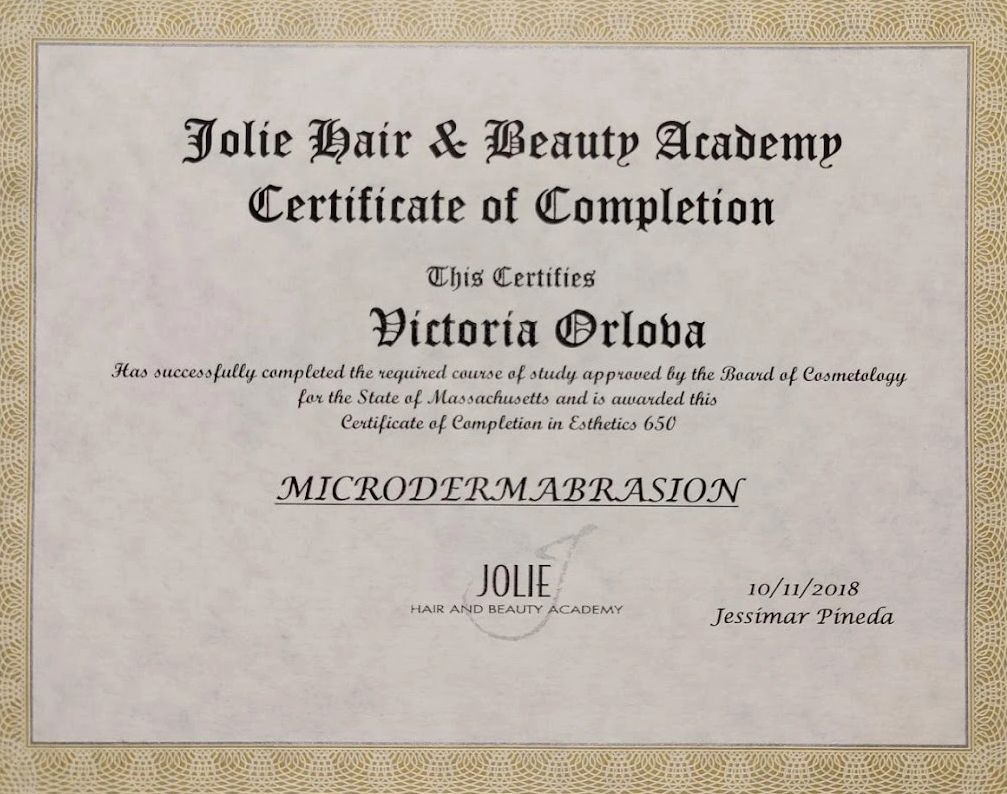 Jolie Hair & Beauty Academy
Certificate of Completion
This Certifies
Victoria Orlova
Has successfully completed the required course of study approved by the Board of Cosmetology
for the State of Massachusetts and is awarded this
Certificate of Completion in Esthetics 650
MICRODERMABRASION
JOLIE
HAIR AND BEAUTY ACADEMY
10/11/2018
Jessimar Pineda